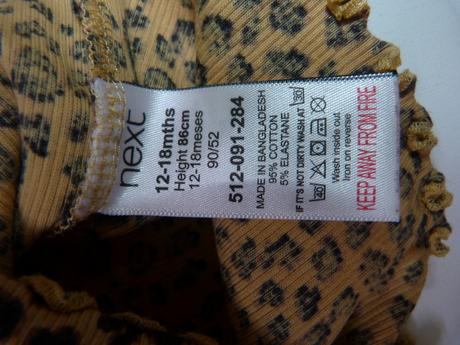 next
12-18mths
Height 86cm
12-18meses
90/52
512-091-284
MADE IN BANGLADESH
95% COTTON
5% ELASTANE
IF IT'S NOT DIRTY WASH AT 30
40
Wash inside out
Iron on reverse
KEEP AWAY FROM FIRE